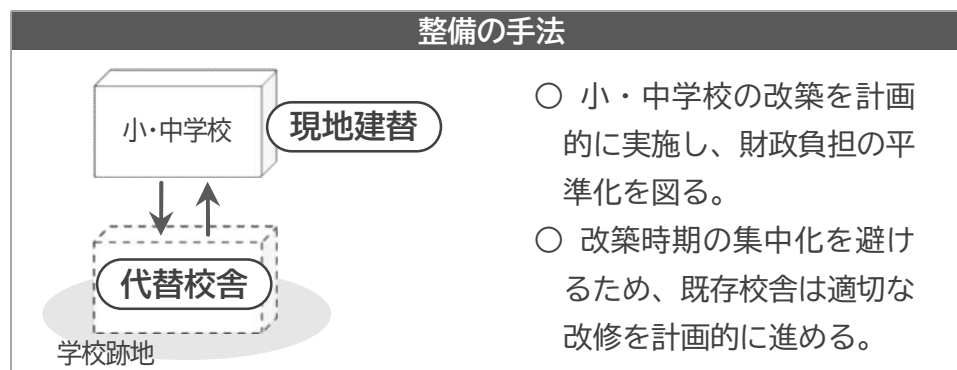 整備の手法
小・中学校
現地建替
代替校舎
学校跡地
○ 小・中学校の改築を計画
的に実施し、財政負担の平
準化を図る。
○ 改築時期の集中化を避け
るため、既存校舎は適切な
改修を計画的に進める。